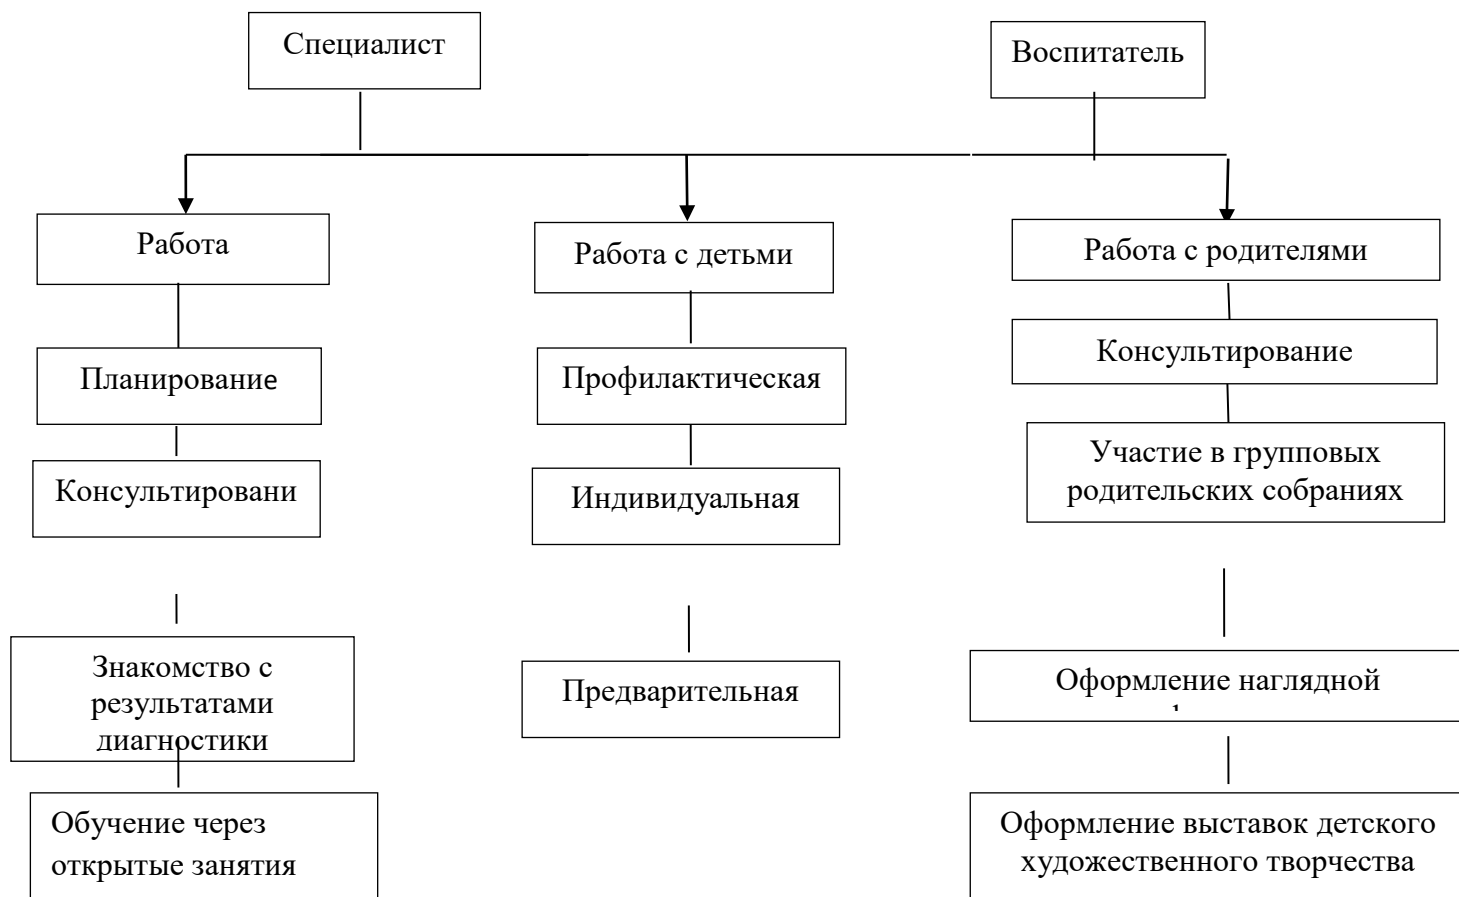 Специалист
Воспитатель
Работа
Работа с детьми
Работа с родителями
Планирование
Профилактическая
Консультирование
Консультировани
Индивидуальная
Участие в групповых
родительских собраниях
Знакомство с
результатами
диагностики
Предварительная
Оформление наглядной
Обучение через
открытые занятия
Оформление выставок детского
художественного творчества